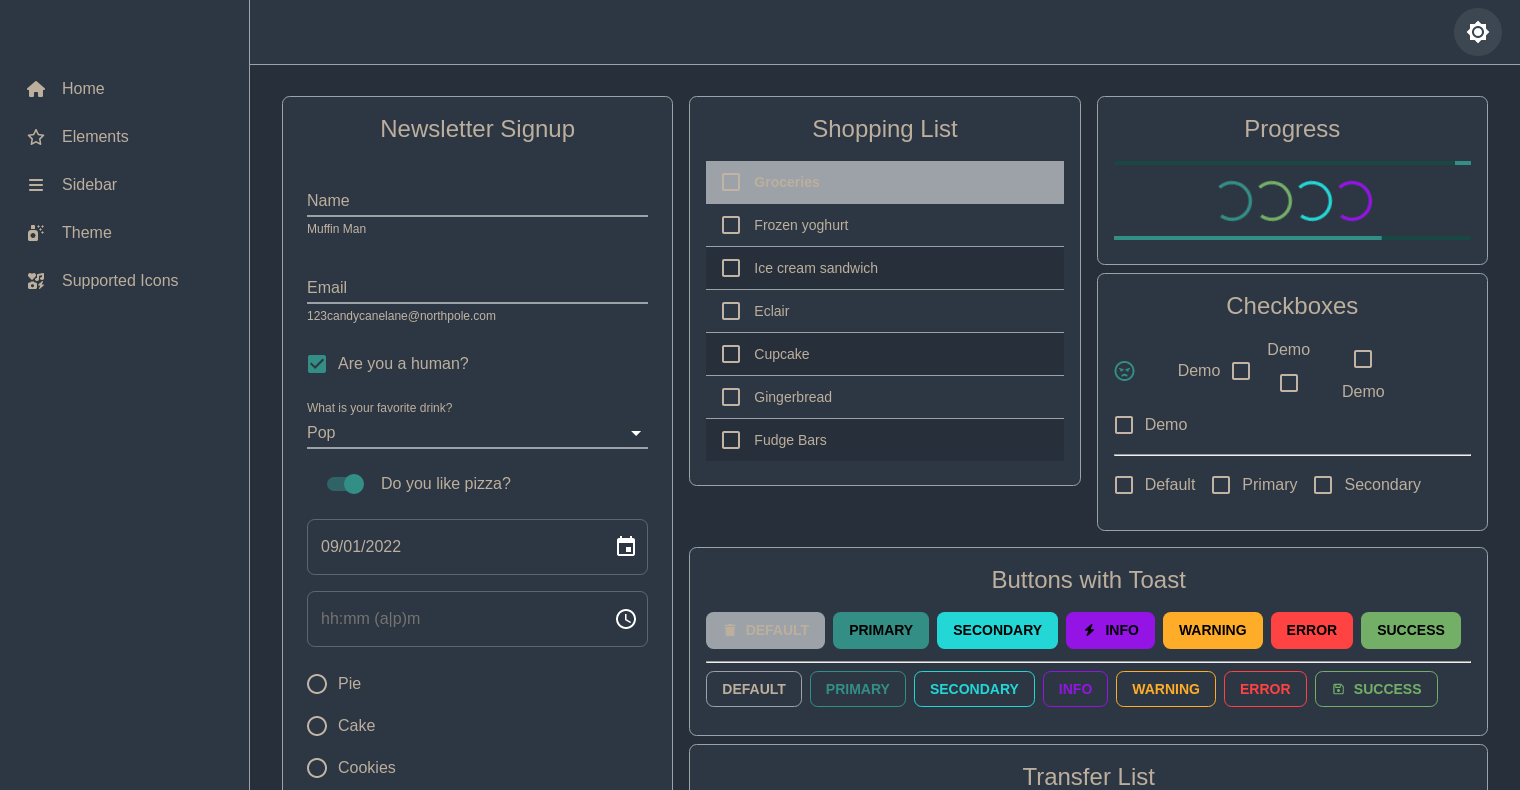 Home
Elements
Sidebar
Theme
Supported Icons
Newsletter Signup
Name
Muffin Man
Email
123candycanelane@northpole.com
Are you a human?
What is your favorite drink?
Pop
Do you like pizza?
09/01/2022
hh:mm (a|p)m
Pie
Cake
Cookies
Shopping List
Groceries
Frozen yoghurt
Ice cream sandwich
Eclair
Cupcake
Gingerbread
Fudge Bars
Progress
Checkboxes
Demo
Demo
Demo
Demo
Default Primary Secondary
Buttons with Toast
DEFAULT PRIMARY SECONDARY INFO WARNING ERROR SUCCESS
DEFAULT PRIMARY SECONDARY INFO WARNING ERROR SUCCESS
Transfer List